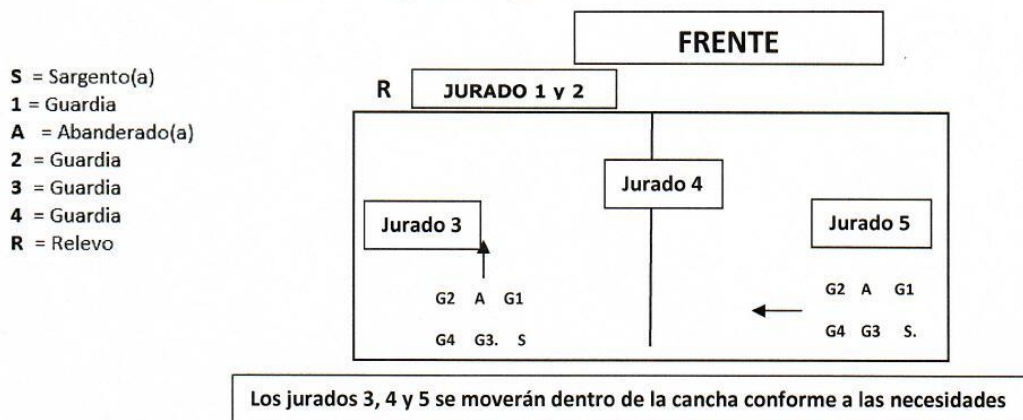 FRENTE
S = Sargento(a)
1 = Guardia
A = Abanderado(a)
2 = Guardia
3 = Guardia
4 = Guardia
R = Relevo
R JURADO 1 y 2
Jurado 4
Jurado 3
Jurado 5
G2 A G1
G4 G3. S
G2 A G1
G4 G3 S.
Los jurados 3, 4 y 5 se moverán dentro de la cancha conforme a las necesidades